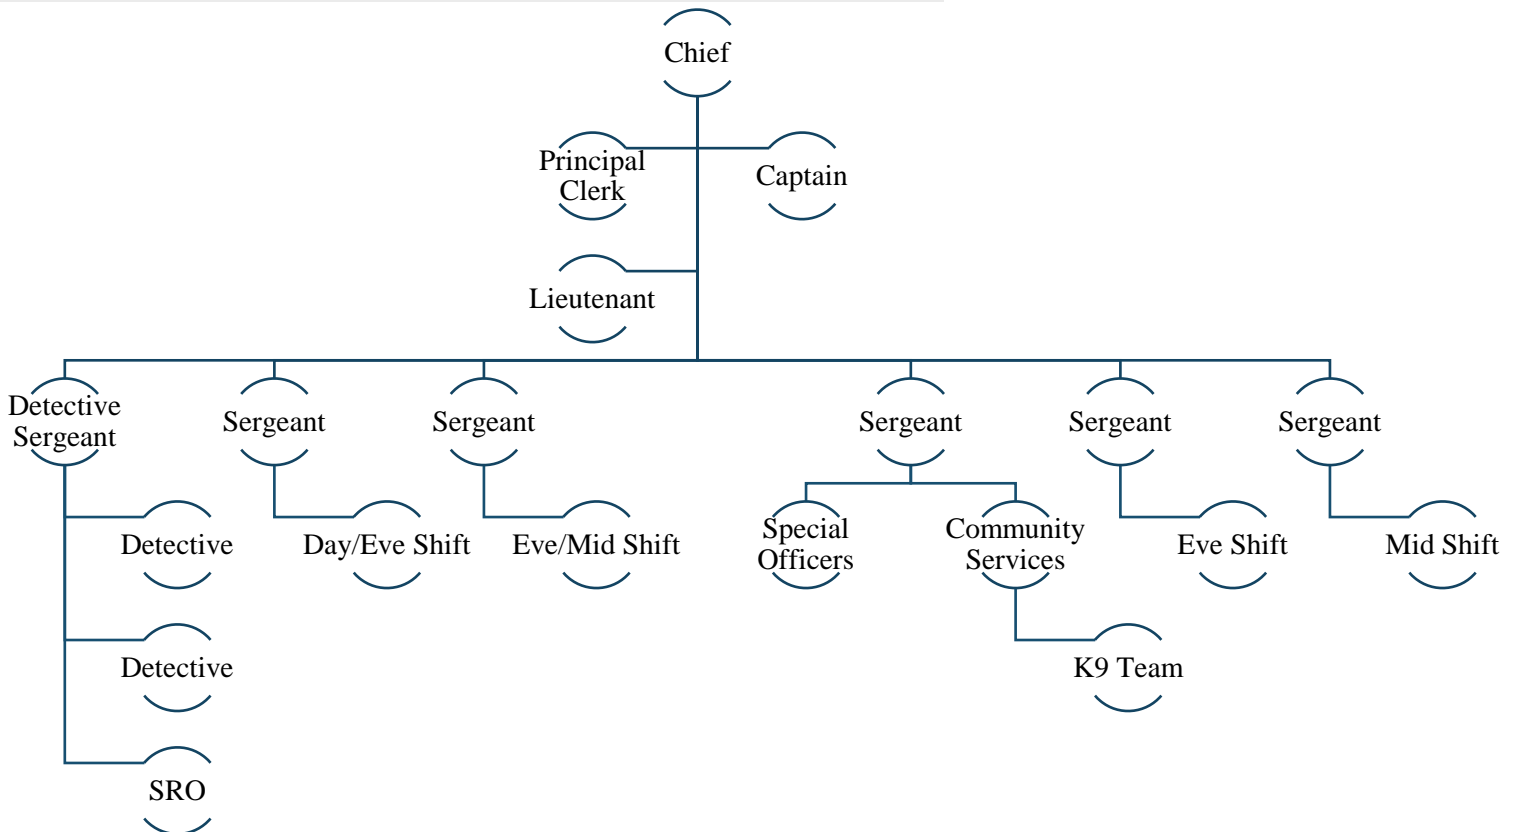 Chief
Principal
Clerk
Captain
Lieutenant
Detective
Sergeant
Sergeant
Sergeant
Sergeant
Sergeant
Sergeant
Detective
Day/Eve Shift
Eve/Mid Shift
Special
Officers
Community
Services
Eve Shift
Mid Shift
Detective
K9 Team
SRO